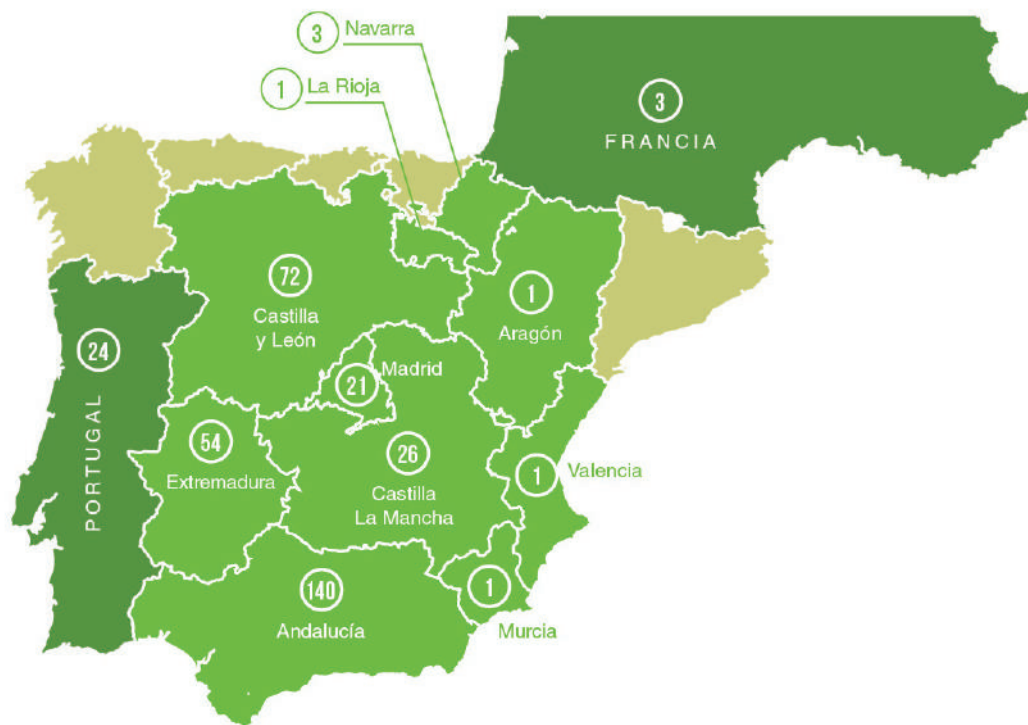 3 Navarra
1 La Rioja
3
FRANCIA
72
Castilla
y León
1
Aragón
24
PORTUGAL
Madrid
21
54
Extremadura
26
Castilla
La Mancha
1 Valencia
140
Andalucía
1
Murcia